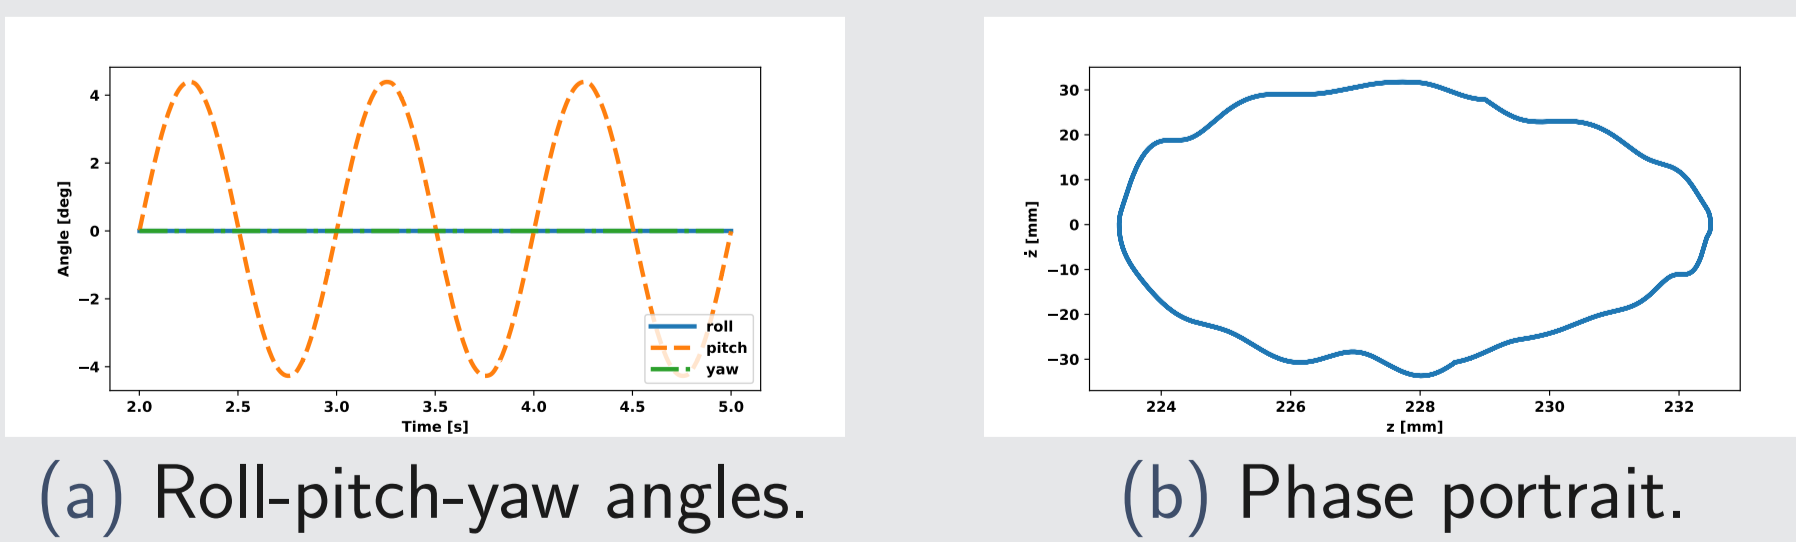 4
2
0
−2
−4
Angle [deg]
2.0 2.5 3.0 3.5 4.0 4.5 5.0
Time [s]
roll
pitch
yaw
(a) Roll-pitch-yaw angles.
30
20
10
0
−10
−20
−30
ż [mm]
224 226 228 230 232
z [mm]
(b) Phase portrait.